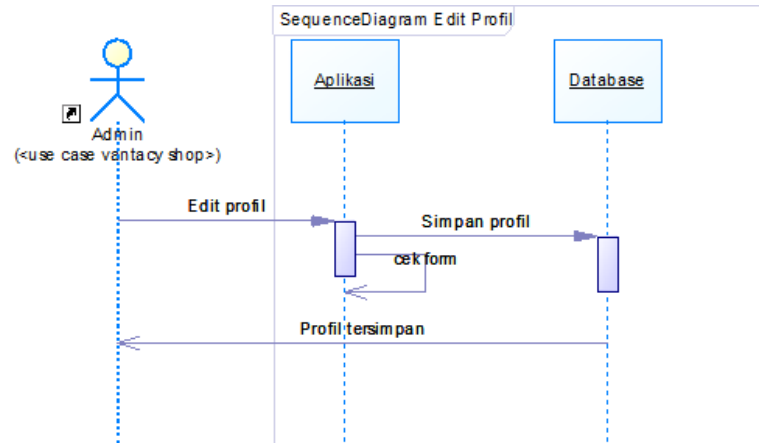 SequenceDiagram Edit Profil
Aplikasi
Database
Admin
(<use case vantacy shop>)
Edit profil
Simpan profil
cek form
Profil tersimpan